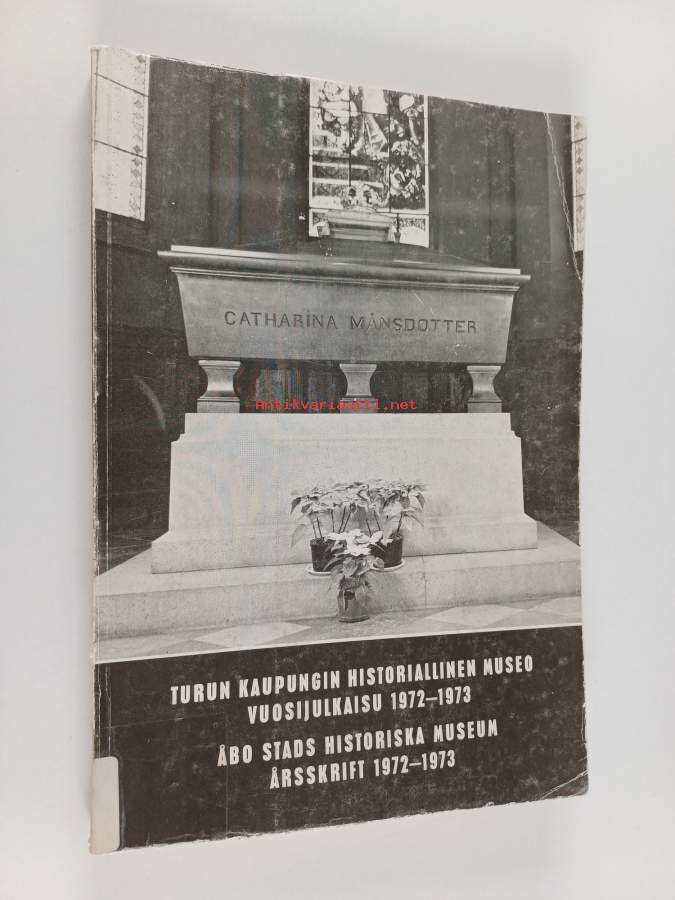 CATHARINA MÅNSDOTTER
Antikvariaatti.net
TURUN KAUPUNGIN HISTORIALLINEN MUSEO
VUOSIJULKAISU 1972–1973
ÅBO STADS HISTORISKA MUSEUM
ÅRSSKRIFT 1972–1973